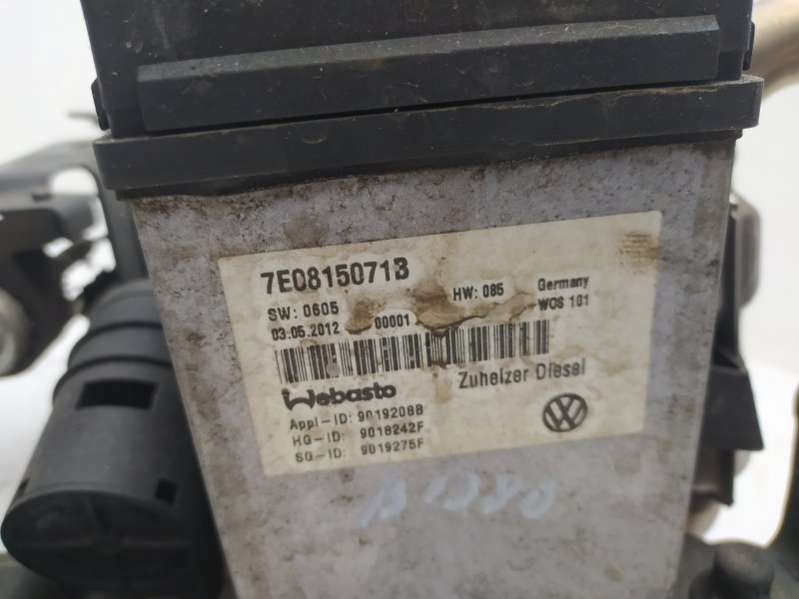 7E0815071B
SW: 0605 HW: 085 Germany
03.05.2012 00001 WOS 101
Webasto Zuheizer Diesel
Appl-ID: 9019208B
HG-ID: 9018242F
SG-ID: 9019275F